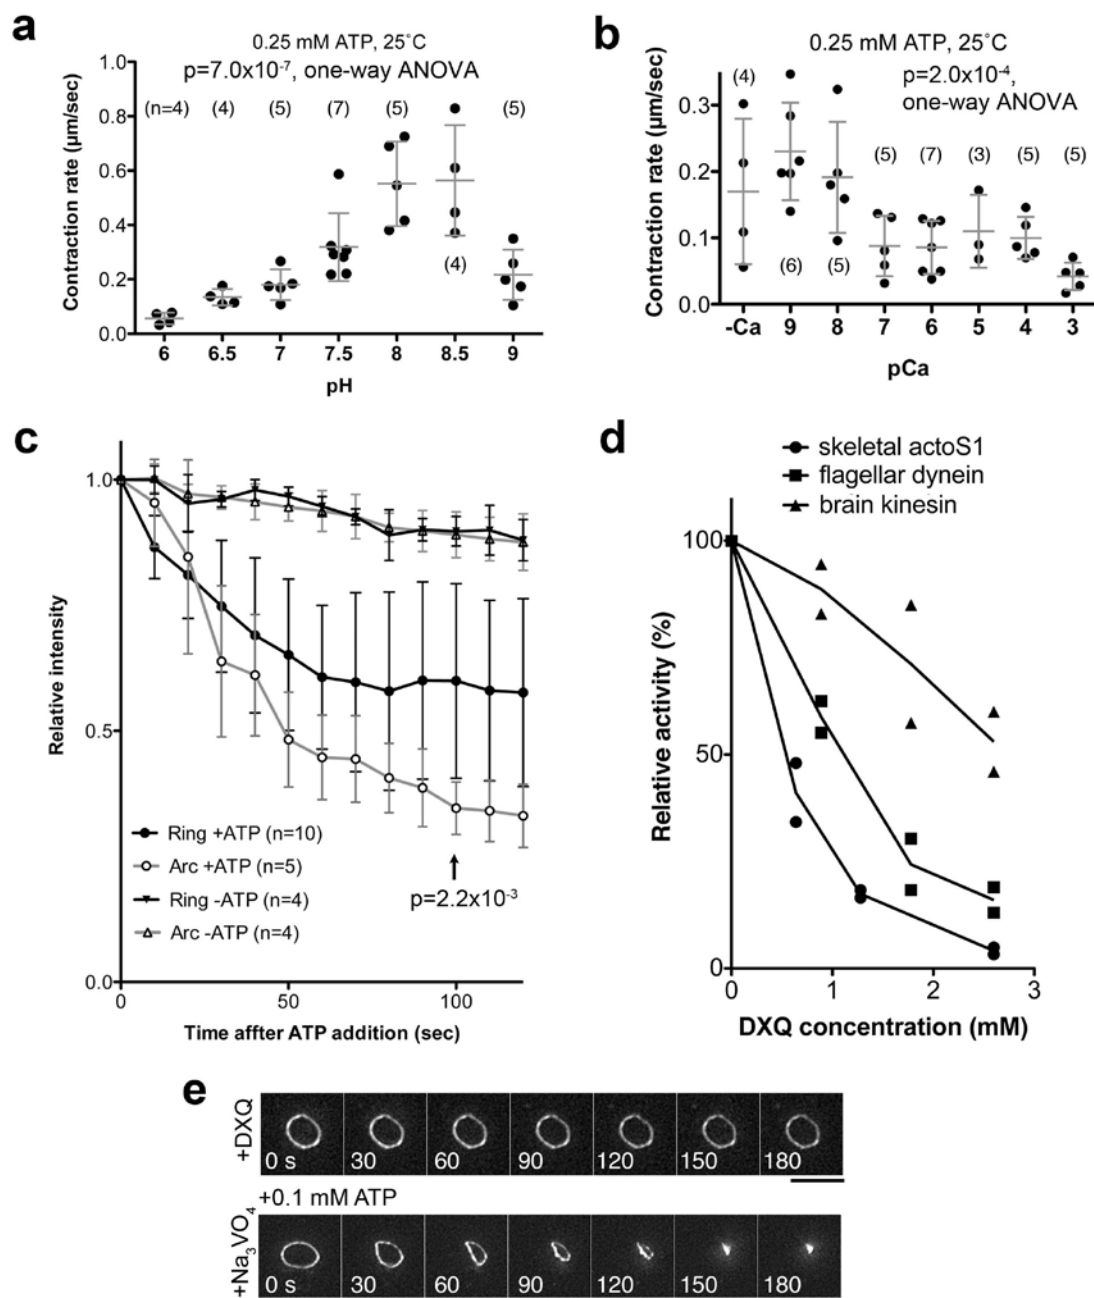 a
0.25 mM ATP, 25˚C
p=7.0x10⁻⁷, one-way ANOVA
Contraction rate (μm/sec)
1.0
0.8
0.6
0.4
0.2
0.0
(n=4) (4) (5) (7) (5) (5)
(4)
6 6.5 7 7.5 8 8.5 9
pH
b
0.25 mM ATP, 25˚C
p=2.0x10⁻⁴,
one-way ANOVA
Contraction rate (μm/sec)
0.3
0.2
0.1
0.0
(4)
(5) (7) (3) (5) (5)
(6) (5)
-Ca 9 8 7 6 5 4 3
pCa
c
Relative intensity
1.0
0.5
0.0
Ring +ATP (n=10)
Arc +ATP (n=5)
Ring -ATP (n=4)
Arc -ATP (n=4)
p=2.2x10⁻³
0 50 100
Time affter ATP addition (sec)
d
skeletal actoS1
flagellar dynein
brain kinesin
Relative activity (%)
100
50
0
0 1 2 3
DXQ concentration (mM)
e
+DXQ
0 s 30 60 90 120 150 180
+0.1 mM ATP
+Na₃VO₄
0 s 30 60 90 120 150 180